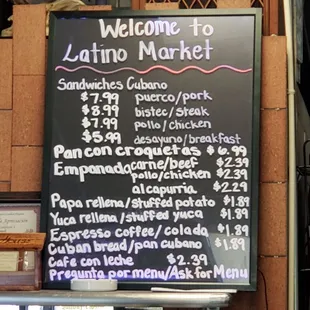 Welcome to
Latino Market
Sandwiches Cubano
$7.99 puerco/pork
$8.99 bistec/steak
$7.99 pollo/chicken
$5.99 desayuno/breakfast
Pan con croquetas $6.99
Empanada carne/beef $2.39
pollo/chicken $2.39
alcapurria $2.29
Papa rellena/stuffed potato $1.89
Yuca rellena/stuffed yuca $1.89
Espresso coffee/colada $1.89
Cuban bread/pan cubano $1.89
Cafe con leche $2.39
Pregunta por menu/Ask for Menu